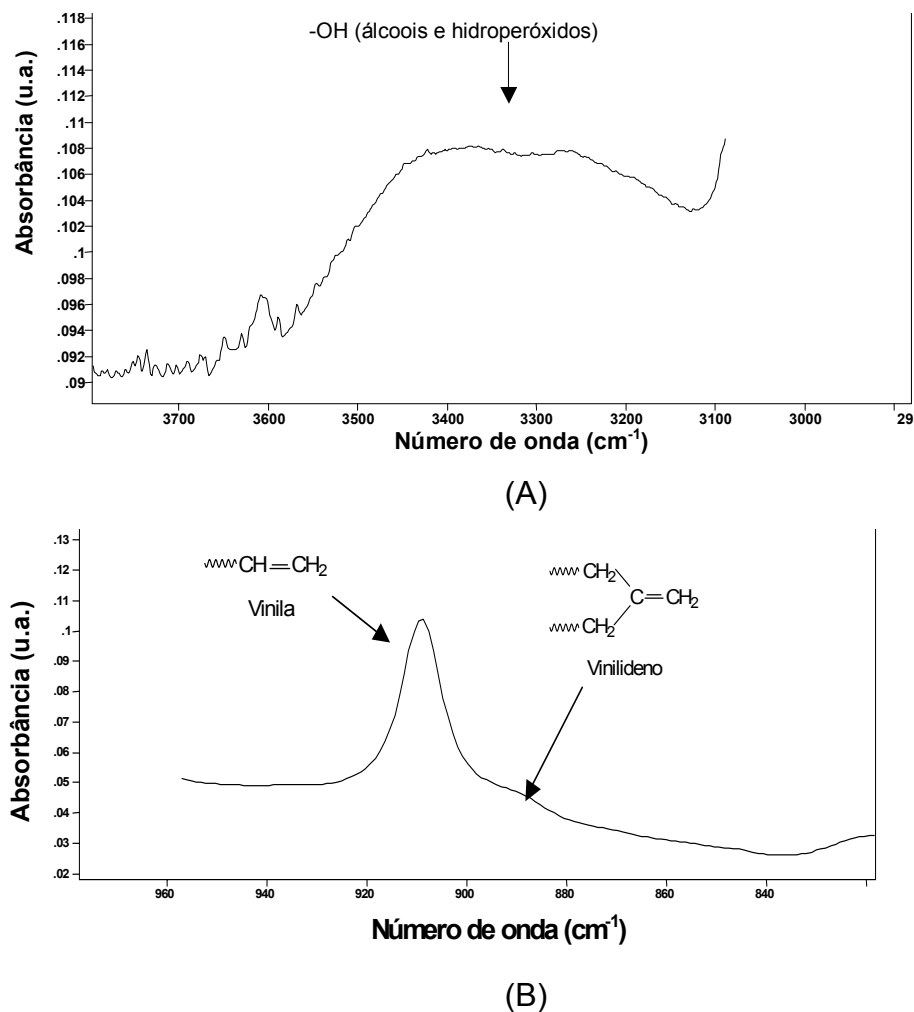 .118
-OH (álcoois e hidroperóxidos)
.116
.114
.112
.11
.108
.106
.104
.102
.1
.098
.096
.094
.092
.09
Absorbância (u.a.)
3700 3600 3500 3400 3300 3200 3100 3000 29
Número de onda (cm-1)
(A)
.13
.12
.11
.1
.09
.08
.07
.06
.05
.04
.03
.02
Absorbância (u.a.)
CH=CH2
Vinila
CH2
C=CH2
CH2
Vinilideno
960 940 920 900 880 860 840
Número de onda (cm-1)
(B)